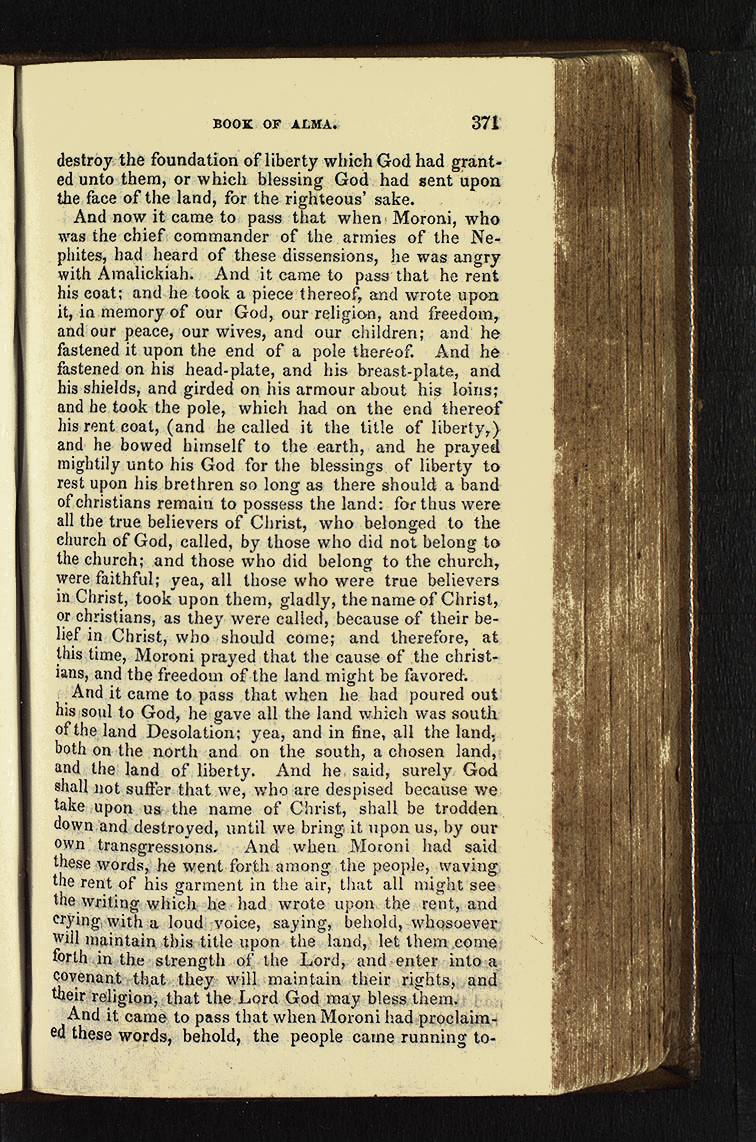 BOOK OF ALMA. 371
destroy the foundation of liberty which God had grant-
ed unto them, or which blessing God had sent upon
the face of the land, for the righteous' sake.
And now it came to pass that when Moroni, who
was the chief commander of the armies of the Ne-
phites, had heard of these dissensions, he was angry
with Amalickiah. And it came to pass that he rent
his coat; and he took a piece thereof, and wrote upon
it, in memory of our God, our religion, and freedom,
and our peace, our wives, and our children; and he
fastened it upon the end of a pole thereof. And he
fastened on his head-plate, and his breast-plate, and
his shields, and girded on his armour about his loins;
and he took the pole, which had on the end thereof
his rent coat, (and he called it the title of liberty,)
and he bowed himself to the earth, and he prayed
mightily unto his God for the blessings of liberty to
rest upon his brethren so long as there should a band
of christians remain to possess the land: for thus were
all the true believers of Christ, who belonged to the
church of God, called, by those who did not belong to
the church; and those who did belong to the church,
were faithful; yea, all those who were true believers
in Christ, took upon them, gladly, the name of Christ,
or christians, as they were called, because of their be-
lief in Christ, who should come; and therefore, at
this time, Moroni prayed that the cause of the christ-
ians, and the freedom of the land might be favored.
And it came to pass that when he had poured out
his soul to God, he gave all the land which was south
of the land Desolation; yea, and in fine, all the land,
both on the north and on the south, a chosen land,
and the land of liberty. And he said, surely God
shall not suffer that we, who are despised because we
take upon us the name of Christ, shall be trodden
down and destroyed, until we bring it upon us, by our
own transgressions. And when Moroni had said
these words, he went forth among the people, waving
the rent of his garment in the air, that all might see
the writing which he had wrote upon the rent, and
crying with a loud voice, saying, behold, whosoever
will maintain this title upon the land, let them come
forth in the strength of the Lord, and enter into a
covenant that they will maintain their rights, and
their religion, that the Lord God may bless them.
And it came to pass that when Moroni had proclaim-
ed these words, behold, the people came running to-